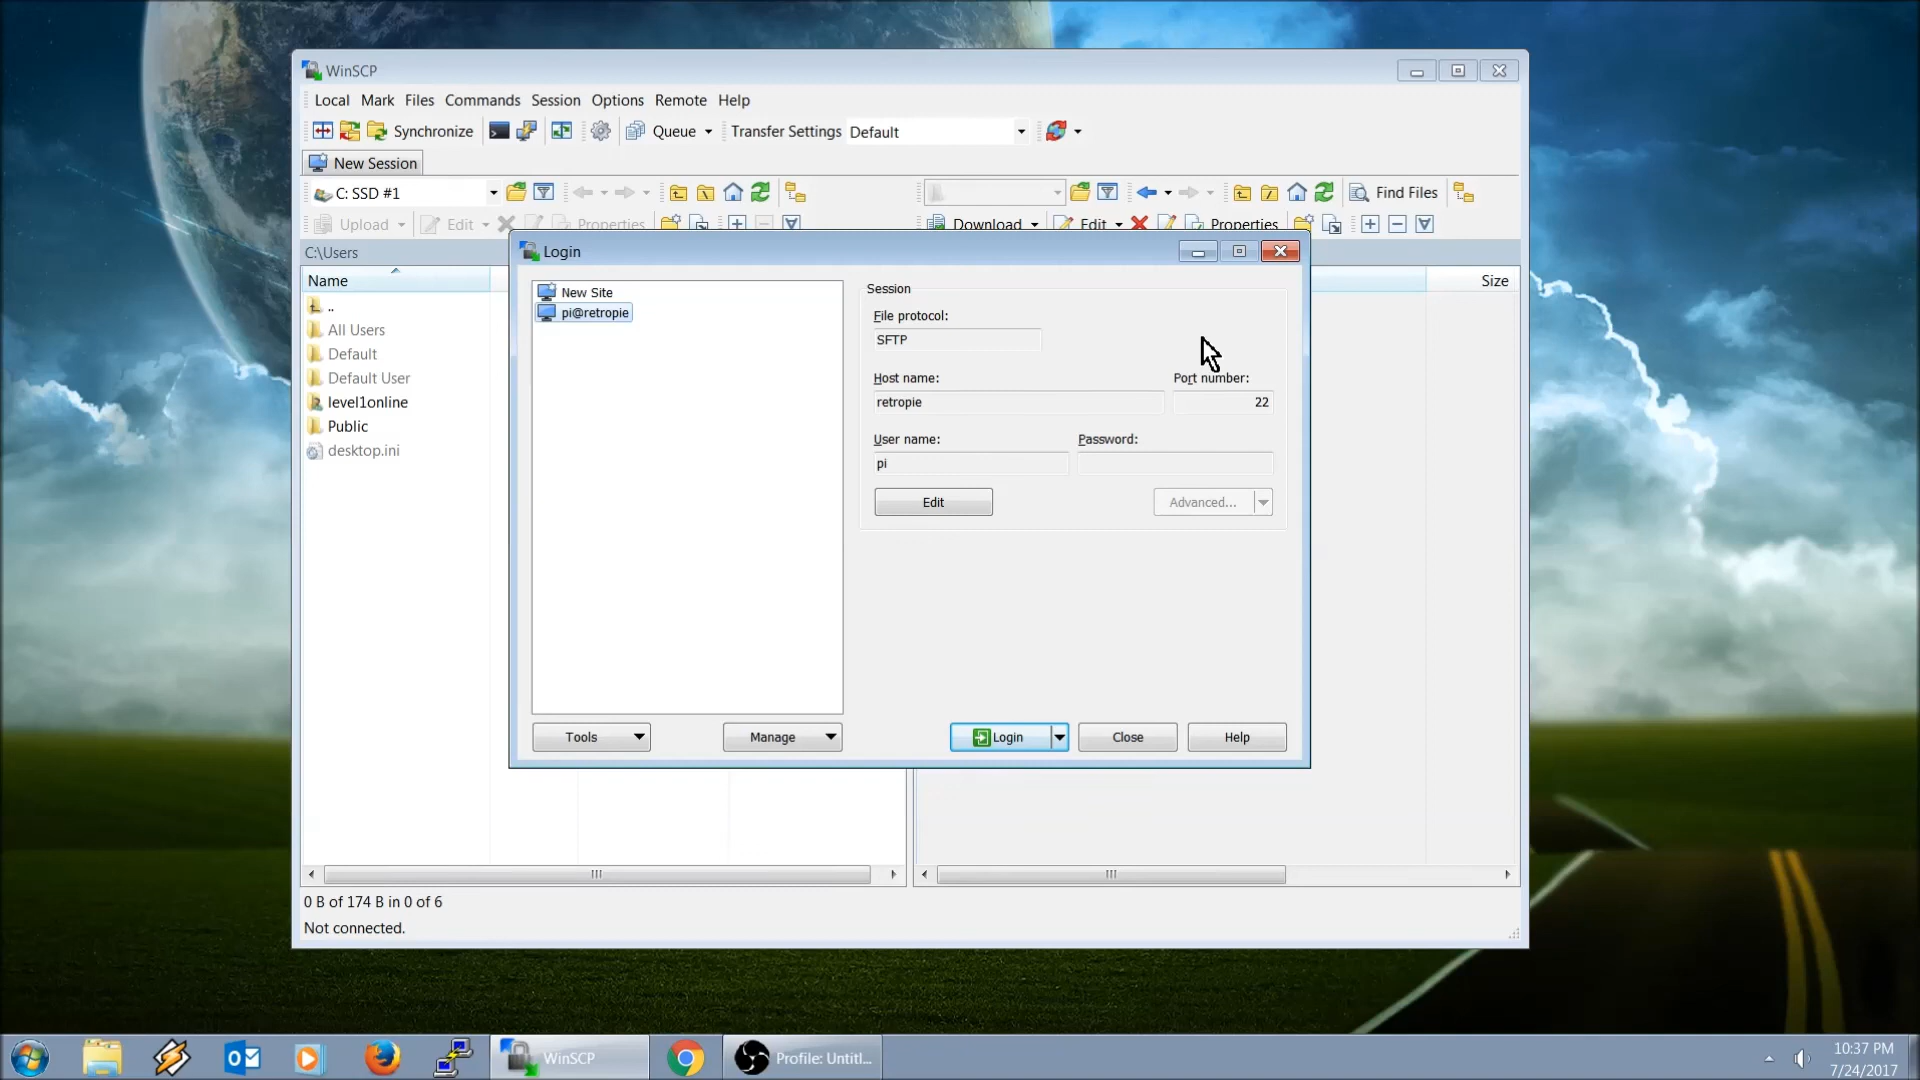 WinSCP
Local Mark Files Commands Session Options Remote Help
Synchronize Queue Transfer Settings Default
New Session
C: SSD #1 Find Files
Upload Edit Properties Download Edit Properties
C:\Users
Name Size
..
All Users
Default
Default User
level1online
Public
desktop.ini
Login
New Site
pi@retropie
Session
File protocol:
SFTP
Host name: Port number:
retropie 22
User name: Password:
pi
Edit Advanced...
Tools Manage Login Close Help
0 B of 174 B in 0 of 6
Not connected.
WinSCP Profile: Untitl...
10:37 PM
7/24/2017